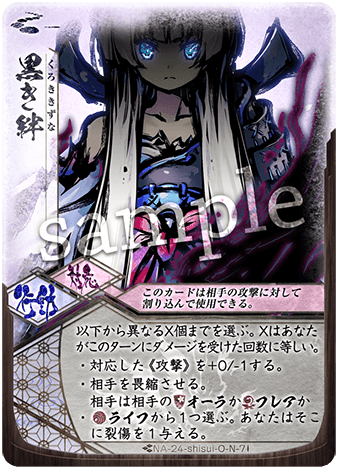 黒き絆
くろききずな
sample
対応
行動
このカードは相手の攻撃に対して
割り込んで使用できる。
以下から異なるX個までを選ぶ。Xはあなた
がこのターンにダメージを受けた回数に等しい。
・対応した《攻撃》を+0/-1する。
・相手を畏縮させる。
相手は相手のオーラかフレアか
・ライフから1つ選ぶ。あなたはそこ
に裂傷を1与える。
NA-24-shisui-O-N-7